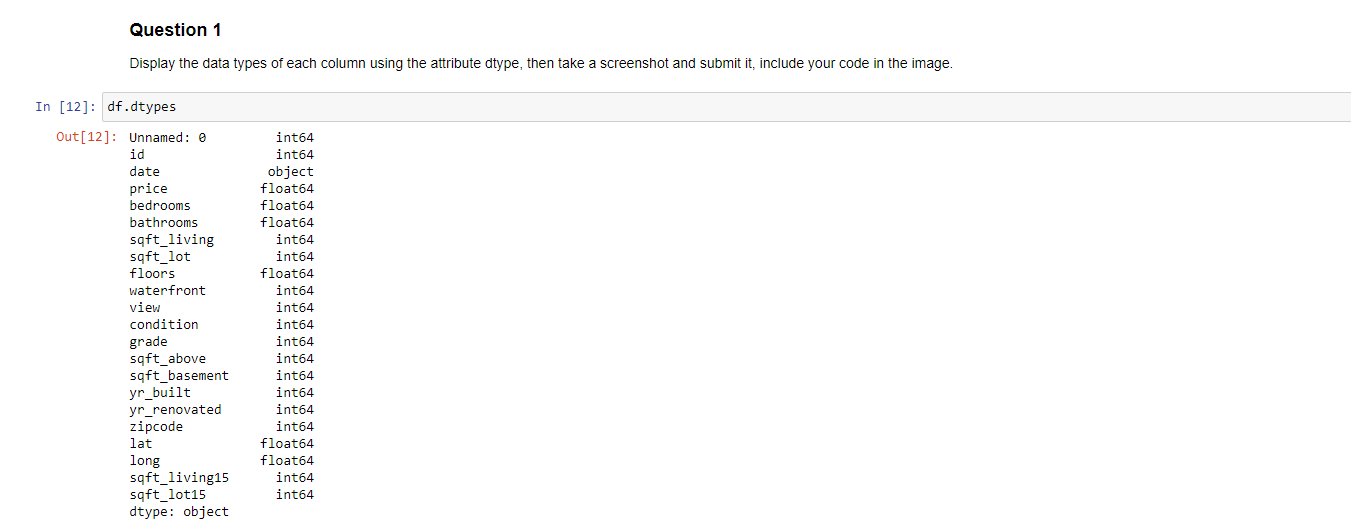 Question 1
Display the data types of each column using the attribute dtype, then take a screenshot and submit it, include your code in the image.
In [12]: df.dtypes
Out[12]: Unnamed: 0 int64
id int64
date object
price float64
bedrooms float64
bathrooms float64
sqft_living int64
sqft_lot int64
floors float64
waterfront int64
view int64
condition int64
grade int64
sqft_above int64
sqft_basement int64
yr_built int64
yr_renovated int64
zipcode int64
lat float64
long float64
sqft_living15 int64
sqft_lot15 int64
dtype: object